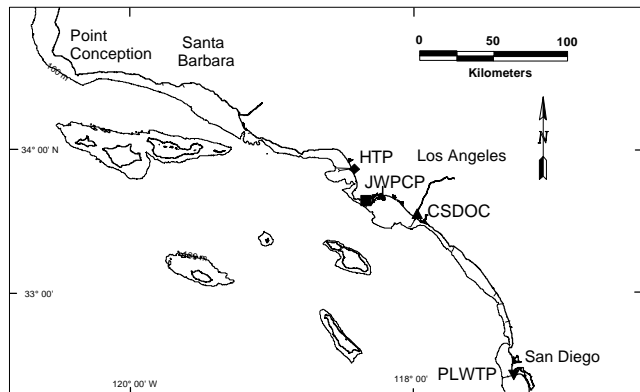 Point
Conception
Santa
Barbara
0 50 100
Kilometers
100 m
N
34° 00' N
HTP
Los Angeles
JWPCP
CSDOC
33° 00'
San Diego
PLWTP
120° 00' W
118° 00'